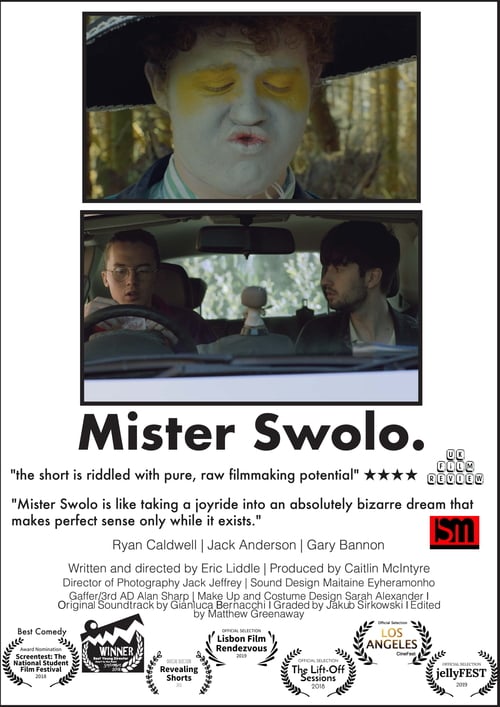 Mister Swolo.
"the short is riddled with pure, raw filmmaking potential" ★★★★
UK
FILM
REVIEW
"Mister Swolo is like taking a joyride into an absolutely bizarre dream that
makes perfect sense only while it exists."
ISM
Ryan Caldwell | Jack Anderson | Gary Bannon
Written and directed by Eric Liddle | Produced by Caitlin McIntyre
Director of Photography Jack Jeffrey | Sound Design Maitaine Eyheramonho
Gaffer/3rd AD Alan Sharp | Make Up and Costume Design Sarah Alexander |
Original Soundtrack by Gianluca Bernacchi | Graded by Jakub Sirkowski | Edited
by Matthew Greenaway
Best Comedy
Award Nomination
Screentest: The
National Student
Film Festival
2018
WINNER
Best Young Director
Revealing
Shorts
OFFICIAL SELECTION
Lisbon Film
Rendezvous
2019
OFFICIAL SELECTION
The Lift-Off
Sessions
2018
Official Selection
LOS
ANGELES
CineFest
OFFICIAL SELECTION
jellyFEST
2019